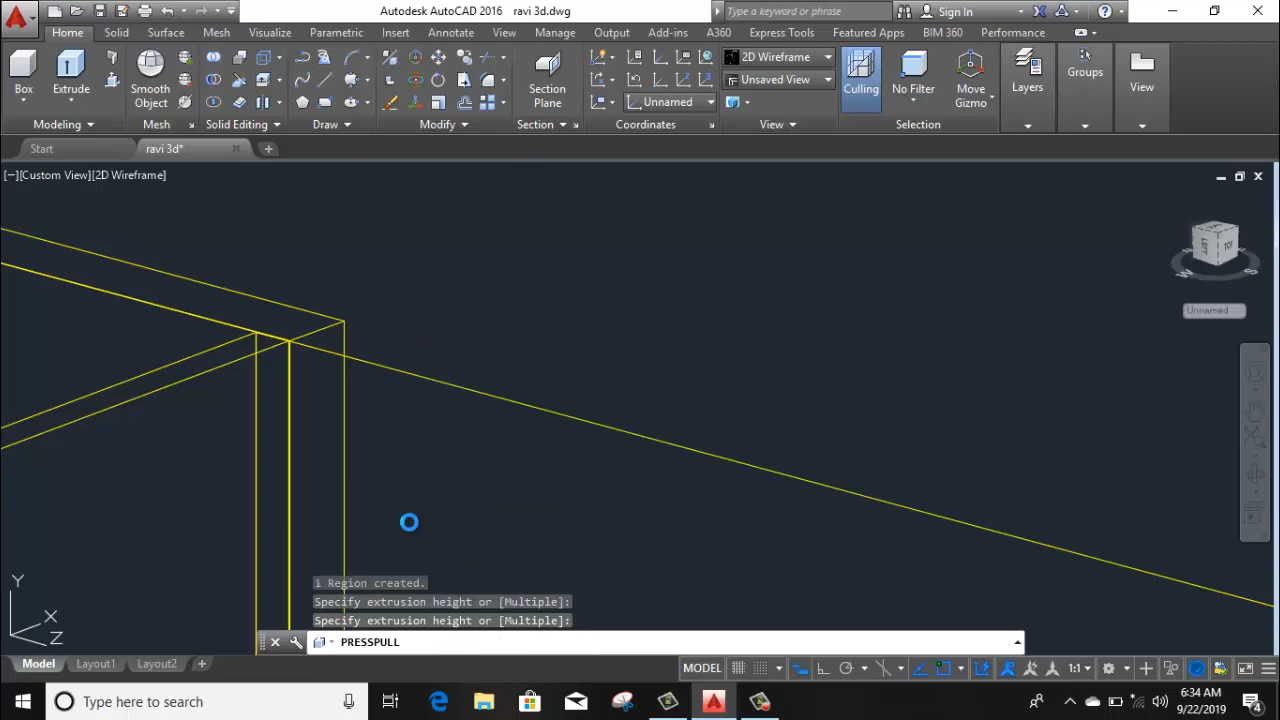 Autodesk AutoCAD 2016 ravi 3d.dwg
Type a keyword or phrase
Sign In
Home Solid Surface Mesh Visualize Parametric Insert Annotate View Manage Output Add-ins A360 Express Tools Featured Apps BIM 360 Performance
2D Wireframe
Unsaved View
Unnamed
Box
Extrude
Smooth Object
Section Plane
Culling
No Filter
Move Gizmo
Layers
Groups
View
Modeling Mesh Solid Editing Draw Modify Section Coordinates View Selection
Start ravi 3d*
[−][Custom View][2D Wireframe]
TOP
W
S
Unnamed
1 Region created.
Specify extrusion height or [Multiple]:
Specify extrusion height or [Multiple]:
PRESSPULL
Y
X
Z
Model Layout1 Layout2
MODEL
1:1
Type here to search
6:34 AM
9/22/2019
4